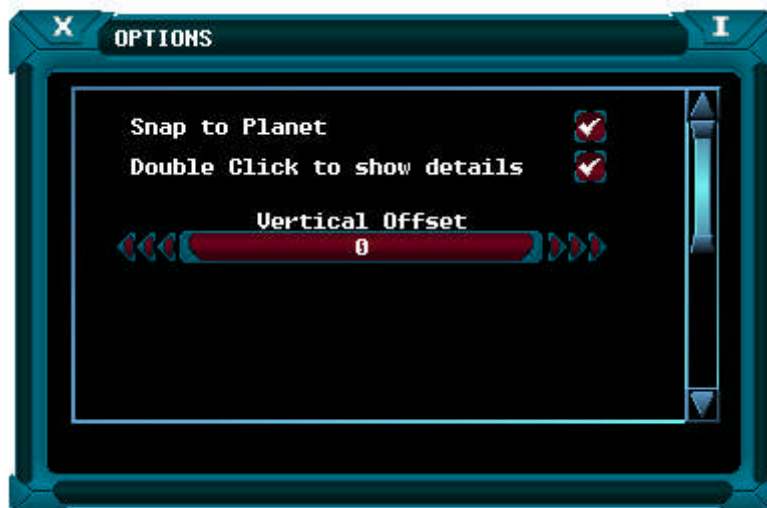 X
OPTIONS
I
Snap to Planet
Double Click to show details
Vertical Offset
0